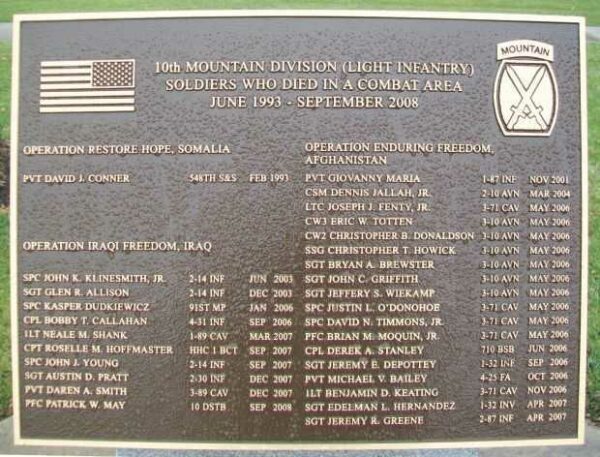 10th MOUNTAIN DIVISION (LIGHT INFANTRY)
SOLDIERS WHO DIED IN A COMBAT AREA
JUNE 1993 - SEPTEMBER 2008
MOUNTAIN
OPERATION RESTORE HOPE, SOMALIA
PVT DAVID J. CONNER 548TH S&S FEB 1993
OPERATION IRAQI FREEDOM, IRAQ
SPC JOHN K. KLINESMITH, JR. 2-14 INF JUN 2003
SGT GLEN R. ALLISON 2-14 INF DEC 2003
SPC KASPER DUDKIEWICZ 91ST MP JAN 2006
CPL BOBBY T. CALLAHAN 4-31 INF SEP 2006
1LT NEALE M. SHANK 1-89 CAV MAR 2007
CPT ROSELLE M. HOFFMASTER HHC 1 BCT SEP 2007
SPC JOHN J. YOUNG 2-14 INF SEP 2007
SGT AUSTIN D. PRATT 2-30 INF DEC 2007
PVT DAREN A. SMITH 3-89 CAV DEC 2007
PFC PATRICK W. MAY 10 DSTB SEP 2008
OPERATION ENDURING FREEDOM,
AFGHANISTAN
PVT GIOVANNY MARIA 1-87 INF NOV 2001
CSM DENNIS JALLAH, JR. 2-10 AVN MAR 2004
LTC JOSEPH J. FENTY, JR. 3-71 CAV MAY 2006
CW3 ERIC W. TOTTEN 3-10 AVN MAY 2006
CW2 CHRISTOPHER B. DONALDSON 3-10 AVN MAY 2006
SSG CHRISTOPHER T. HOWICK 3-10 AVN MAY 2006
SGT BRYAN A. BREWSTER 3-10 AVN MAY 2006
SGT JOHN C. GRIFFITH 3-10 AVN MAY 2006
SGT JEFFERY S. WIEKAMP 3-10 AVN MAY 2006
SPC JUSTIN L. O'DONOHOE 3-71 CAV MAY 2006
SPC DAVID N. TIMMONS, JR. 3-71 CAV MAY 2006
PFC BRIAN M. MOQUIN, JR. 3-71 CAV MAY 2006
CPL DEREK A. STANLEY 710 BSB JUN 2006
SGT JEREMY E. DEPOTTEY 1-32 INF SEP 2006
PVT MICHAEL V. BAILEY 4-25 FA OCT 2006
1LT BENJAMIN D. KEATING 3-71 CAV NOV 2006
SGT EDELMAN L. HERNANDEZ 1-32 INV APR 2007
SGT JEREMY R. GREENE 2-87 INF APR 2007